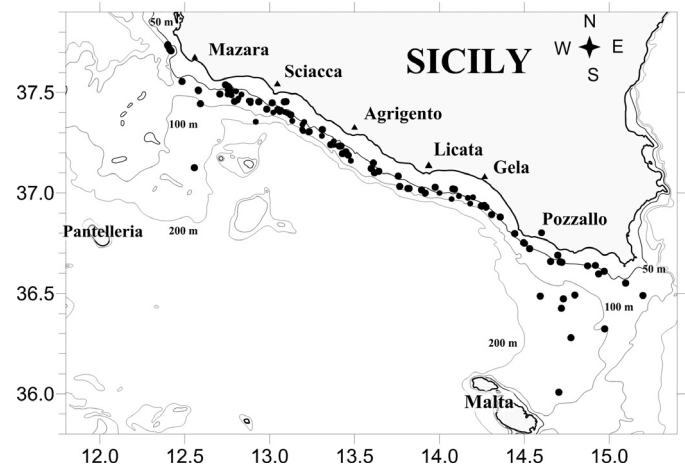 50 m
N
W E
S
Mazara
Sciacca
SICILY
37.5
100 m
Agrigento
Licata
Gela
37.0
200 m
Pantelleria
Pozzallo
50 m
36.5
100 m
200 m
36.0
Malta
12.0 12.5 13.0 13.5 14.0 14.5 15.0